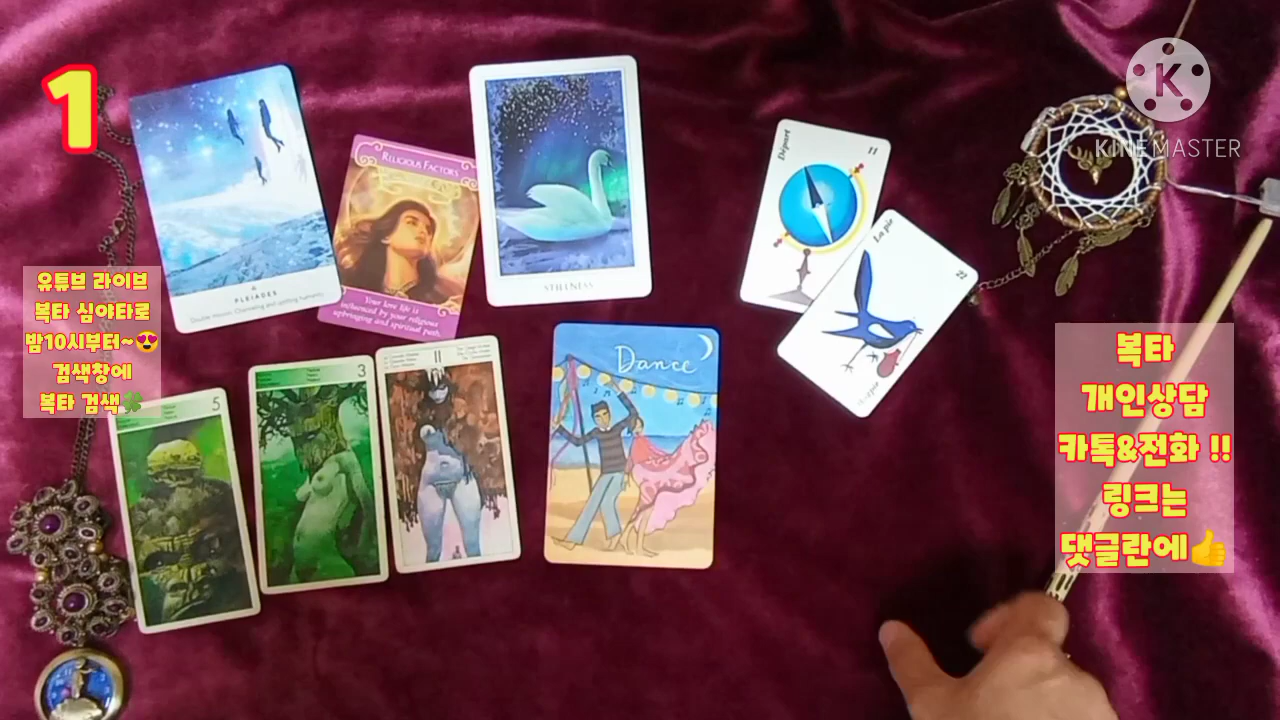 1
유튜브 라이브
복타 심야타로
밤10시부터~😍
검색창에
복타 검색🍀
PLEIADES
RELIGIOUS FACTORS
Your love life is
influenced by your religious
upbringing and spiritual path.
STILLNESS
Départ
11
La pie
22
K
KINEMASTER
5
3
II
Dance
복타
개인상담
카톡&전화 !!
링크는
댓글란에👍